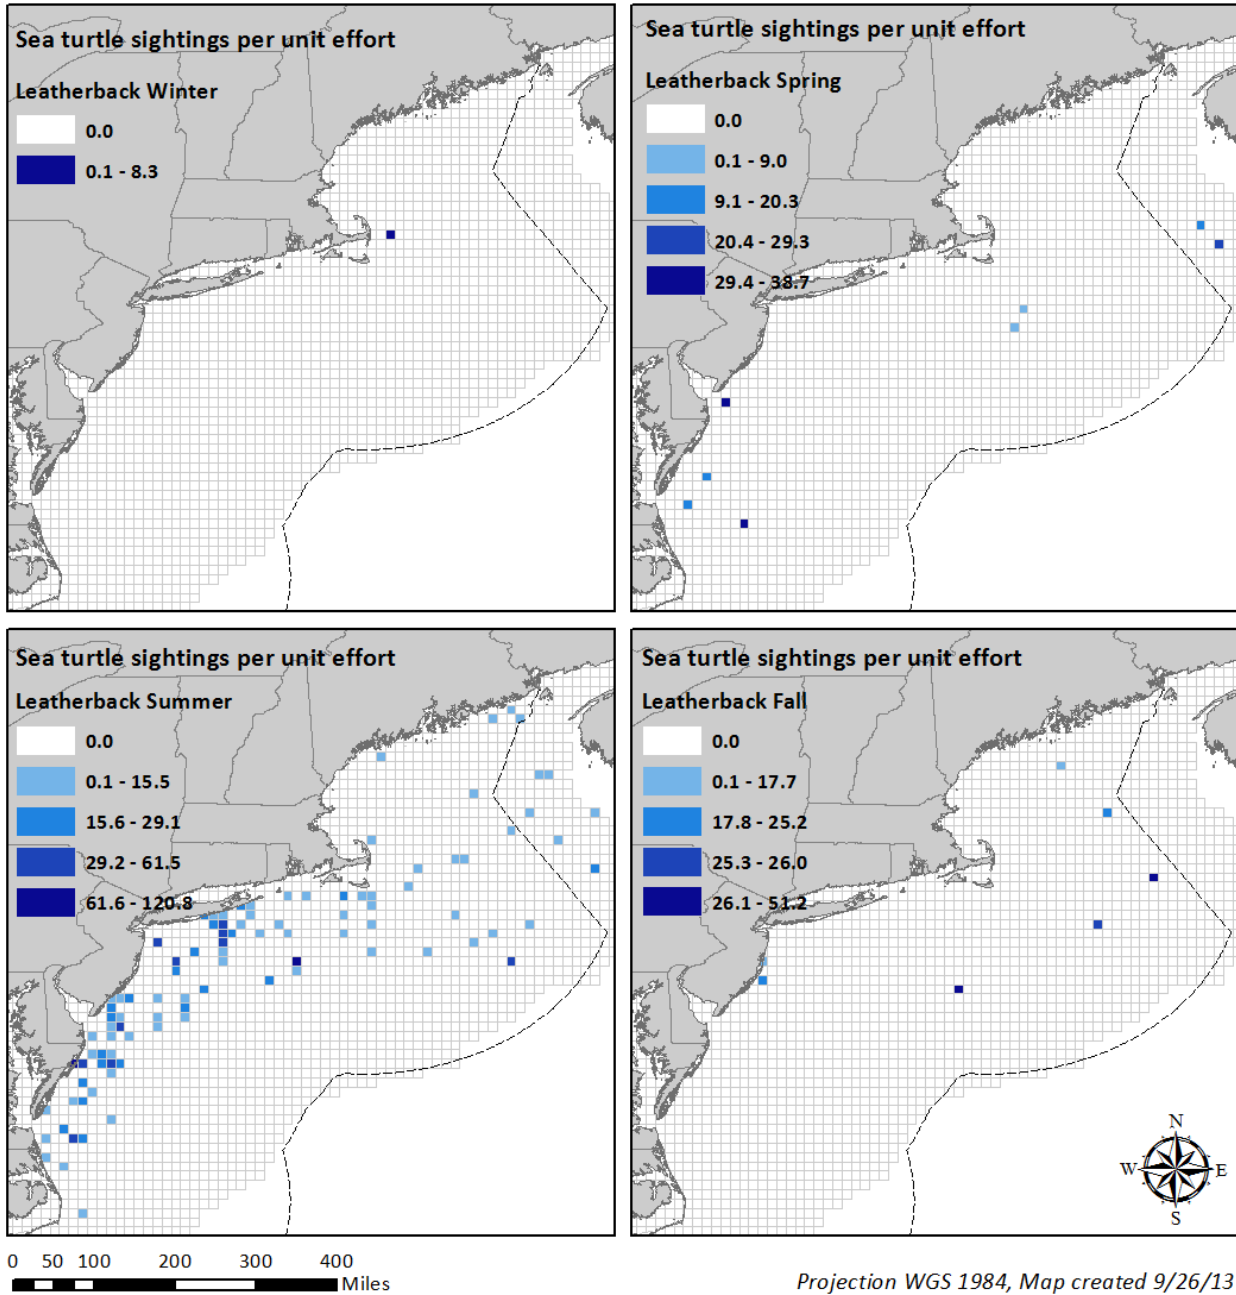 Sea turtle sightings per unit effort
Leatherback Winter
0.0
0.1 - 8.3
Sea turtle sightings per unit effort
Leatherback Spring
0.0
0.1 - 9.0
9.1 - 20.3
20.4 - 29.3
29.4 - 38.7
Sea turtle sightings per unit effort
Leatherback Summer
0.0
0.1 - 15.5
15.6 - 29.1
29.2 - 61.5
61.6 - 120.8
Sea turtle sightings per unit effort
Leatherback Fall
0.0
0.1 - 17.7
17.8 - 25.2
25.3 - 26.0
26.1 - 51.2
N
W E
S
0 50 100 200 300 400
Miles
Projection WGS 1984, Map created 9/26/13